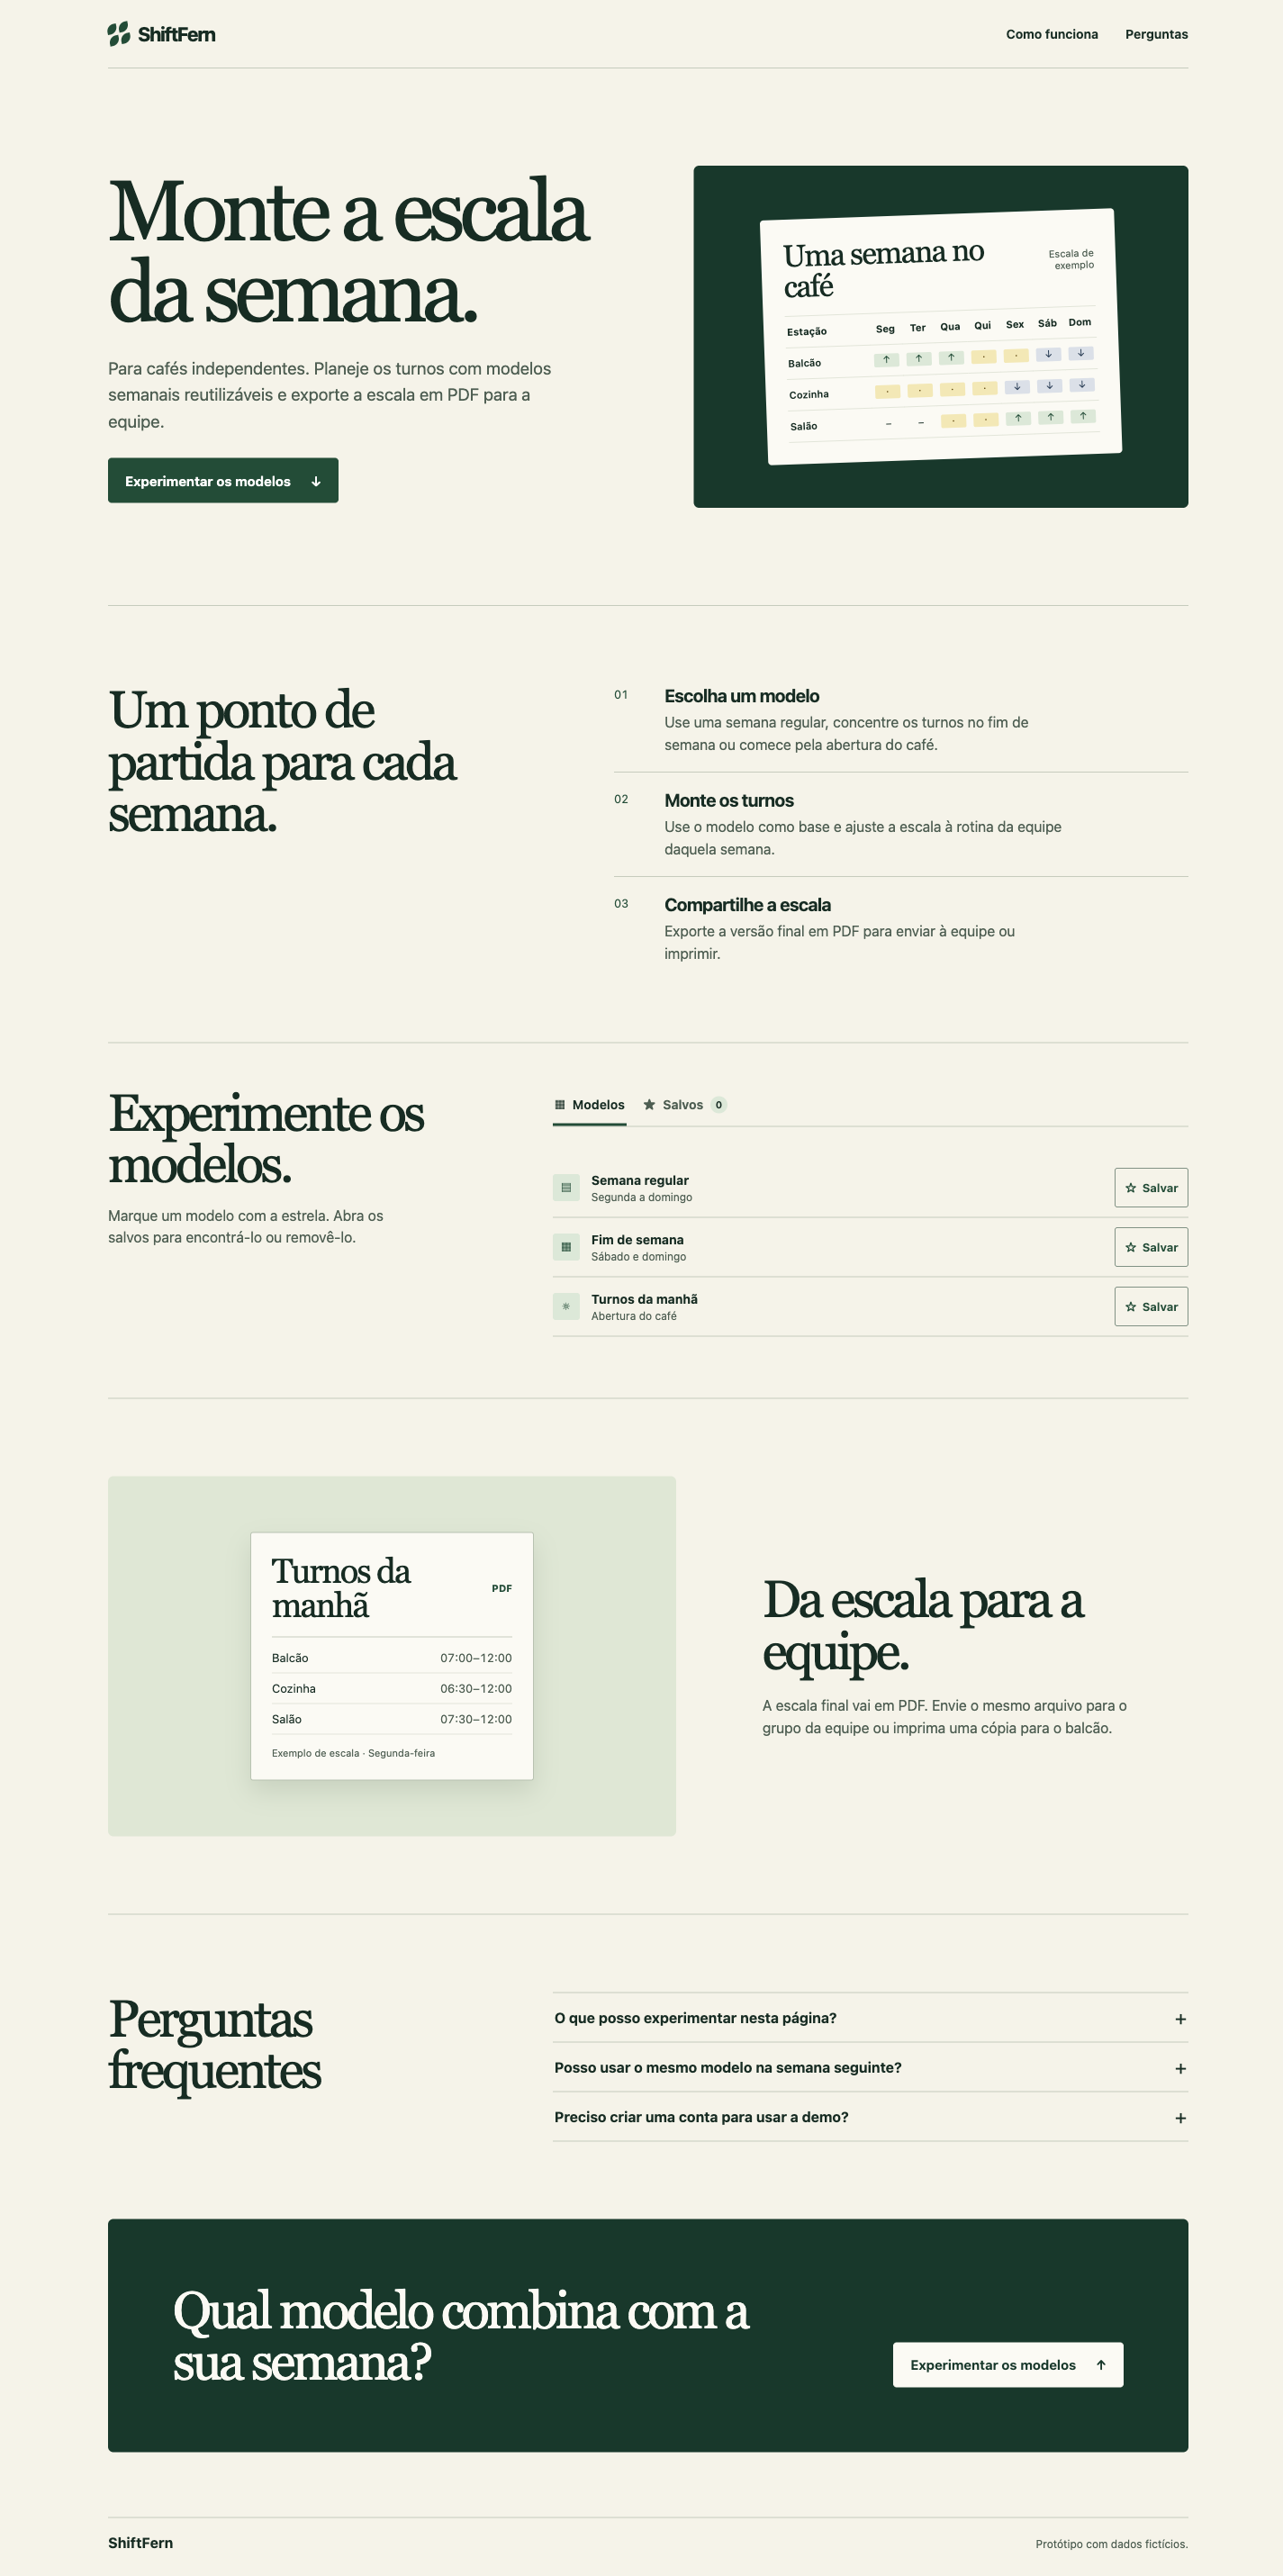 ShiftFern
Como funciona
Perguntas
Monte a escala
da semana.
Para cafés independentes. Planeje os turnos com modelos
semanais reutilizáveis e exporte a escala em PDF para a
equipe.
Experimentar os modelos ↓
Uma semana no
café
Escala de
exemplo
Estação Seg Ter Qua Qui Sex Sáb Dom
Balcão ↑ ↑ ↑ · · ↓ ↓
Cozinha · · · · ↓ ↓ ↓
Salão – – · · ↑ ↑ ↑
Um ponto de
partida para cada
semana.
01
Escolha um modelo
Use uma semana regular, concentre os turnos no fim de
semana ou comece pela abertura do café.
02
Monte os turnos
Use o modelo como base e ajuste a escala à rotina da equipe
daquela semana.
03
Compartilhe a escala
Exporte a versão final em PDF para enviar à equipe ou
imprimir.
Experimente os
modelos.
Marque um modelo com a estrela. Abra os
salvos para encontrá-lo ou removê-lo.
▦ Modelos
★ Salvos 0
Semana regular
Segunda a domingo
☆ Salvar
Fim de semana
Sábado e domingo
☆ Salvar
Turnos da manhã
Abertura do café
☆ Salvar
Turnos da
manhã
PDF
Balcão 07:00–12:00
Cozinha 06:30–12:00
Salão 07:30–12:00
Exemplo de escala · Segunda-feira
Da escala para a
equipe.
A escala final vai em PDF. Envie o mesmo arquivo para o
grupo da equipe ou imprima uma cópia para o balcão.
Perguntas
frequentes
O que posso experimentar nesta página? +
Posso usar o mesmo modelo na semana seguinte? +
Preciso criar uma conta para usar a demo? +
Qual modelo combina com a
sua semana?
Experimentar os modelos ↑
ShiftFern
Protótipo com dados fictícios.